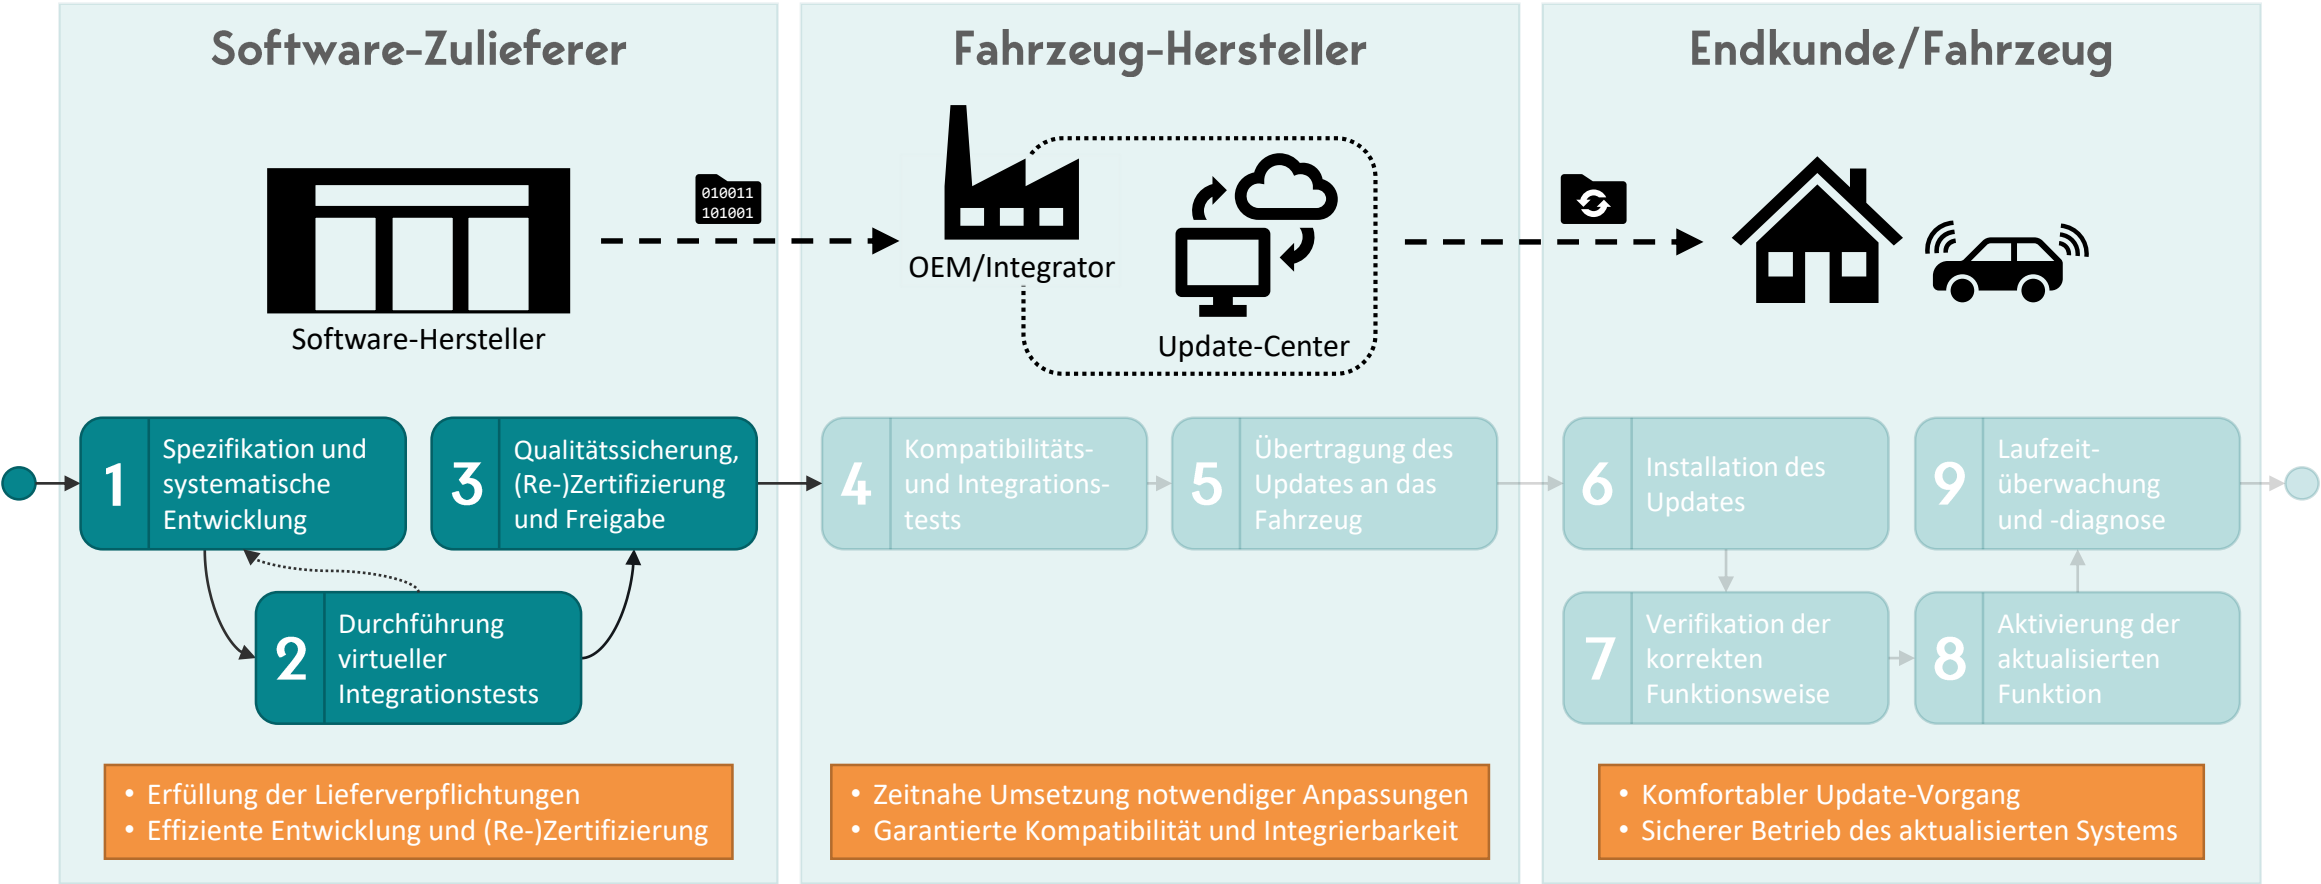 Software-Zulieferer
Software-Hersteller
010011
101001
1
Spezifikation und
systematische
Entwicklung
2
Durchführung
virtueller
Integrationstests
3
Qualitätssicherung,
(Re-)Zertifizierung
und Freigabe
• Erfüllung der Lieferverpflichtungen
• Effiziente Entwicklung und (Re-)Zertifizierung
Fahrzeug-Hersteller
OEM/Integrator
Update-Center
4
Kompatibilitäts-
und Integrations-
tests
5
Übertragung des
Updates an das
Fahrzeug
• Zeitnahe Umsetzung notwendiger Anpassungen
• Garantierte Kompatibilität und Integrierbarkeit
Endkunde/Fahrzeug
6
Installation des
Updates
7
Verifikation der
korrekten
Funktionsweise
8
Aktivierung der
aktualisierten
Funktion
9
Laufzeit-
überwachung
und -diagnose
• Komfortabler Update-Vorgang
• Sicherer Betrieb des aktualisierten Systems